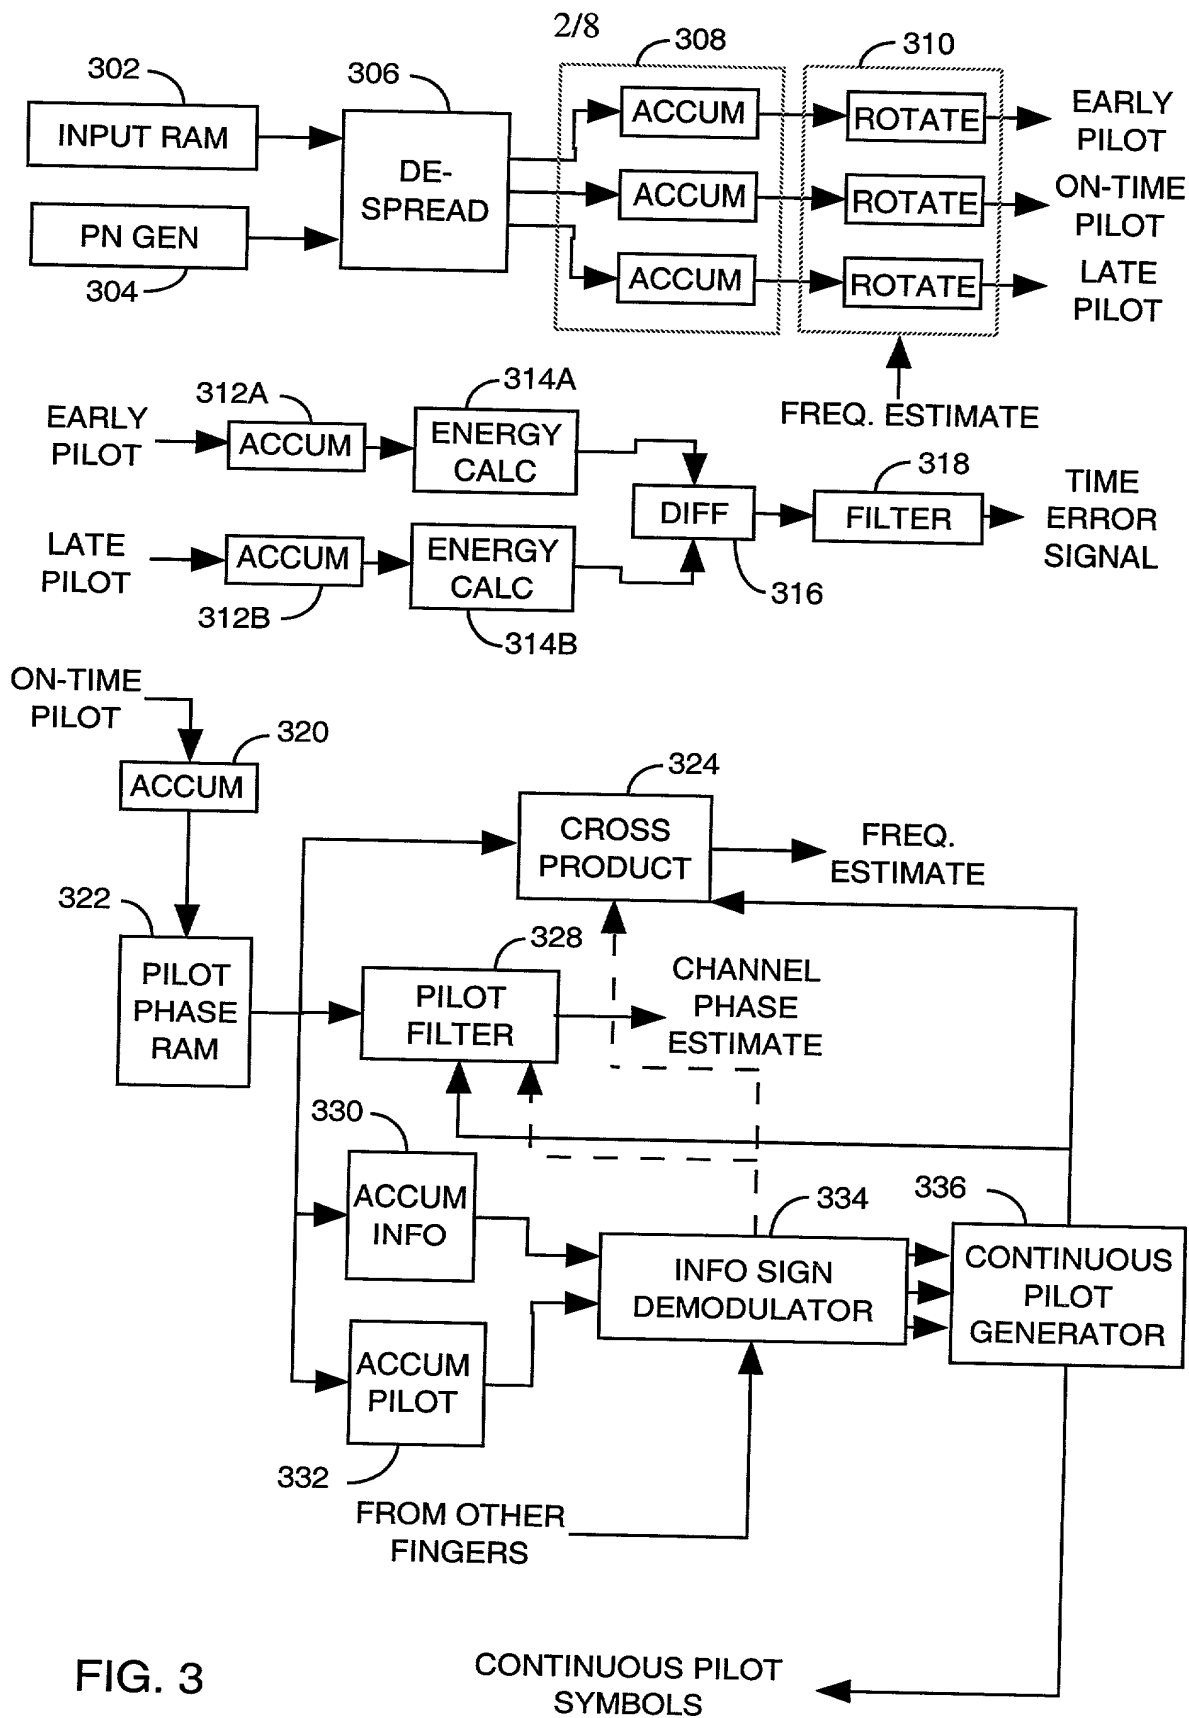 2/8
302
306
308
310
INPUT RAM
PN GEN
304
DE-
SPREAD
ACCUM
ACCUM
ACCUM
ROTATE
ROTATE
ROTATE
EARLY
PILOT
ON-TIME
PILOT
LATE
PILOT
FREQ. ESTIMATE
EARLY
PILOT
312A
ACCUM
314A
ENERGY
CALC
LATE
PILOT
ACCUM
312B
ENERGY
CALC
314B
DIFF
316
318
FILTER
TIME
ERROR
SIGNAL
ON-TIME
PILOT
320
ACCUM
322
PILOT
PHASE
RAM
324
CROSS
PRODUCT
FREQ.
ESTIMATE
328
PILOT
FILTER
CHANNEL
PHASE
ESTIMATE
330
ACCUM
INFO
ACCUM
PILOT
332
334
INFO SIGN
DEMODULATOR
336
CONTINUOUS
PILOT
GENERATOR
FROM OTHER
FINGERS
CONTINUOUS PILOT
SYMBOLS
FIG. 3